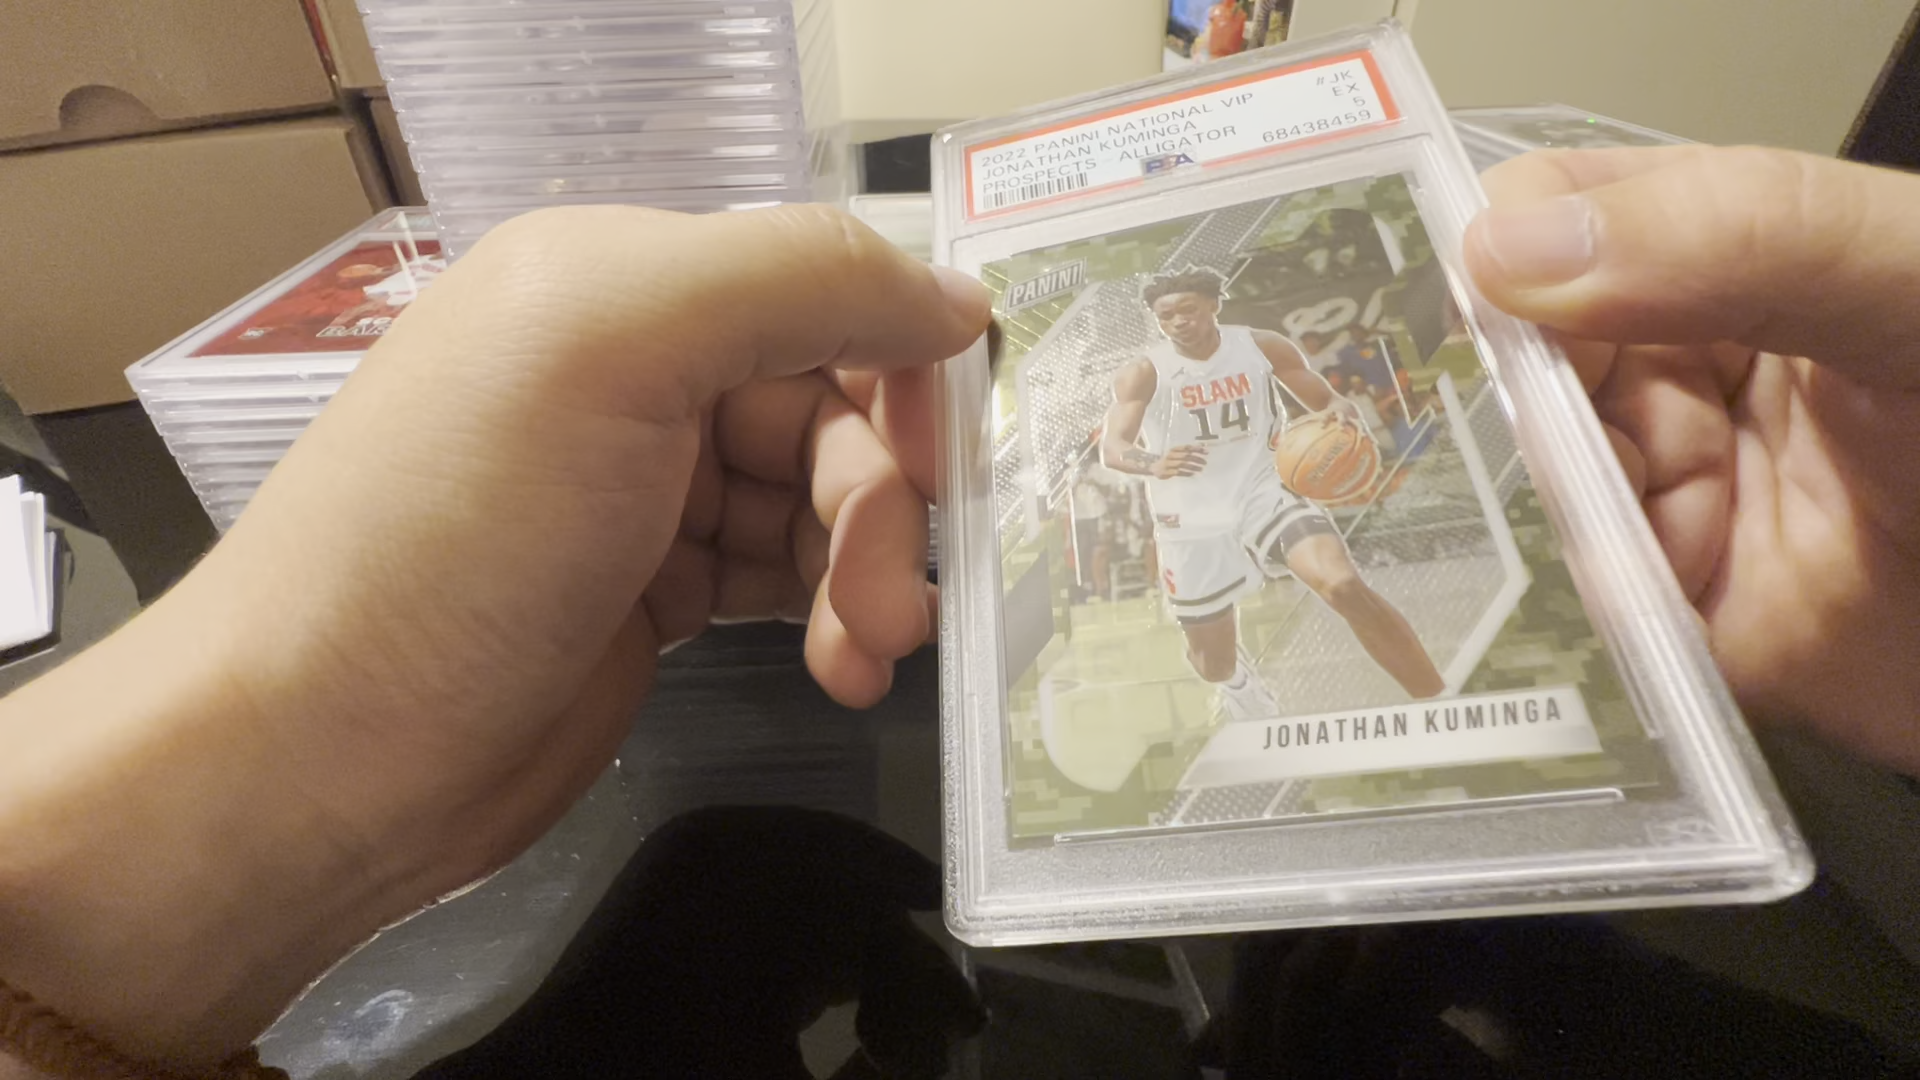 2022 PANINI NATIONAL VIP
JONATHAN KUMINGA
PROSPECTS - ALLIGATOR
#JK
EX
5
68438459
PSA
PANINI
SLAM
14
JONATHAN KUMINGA